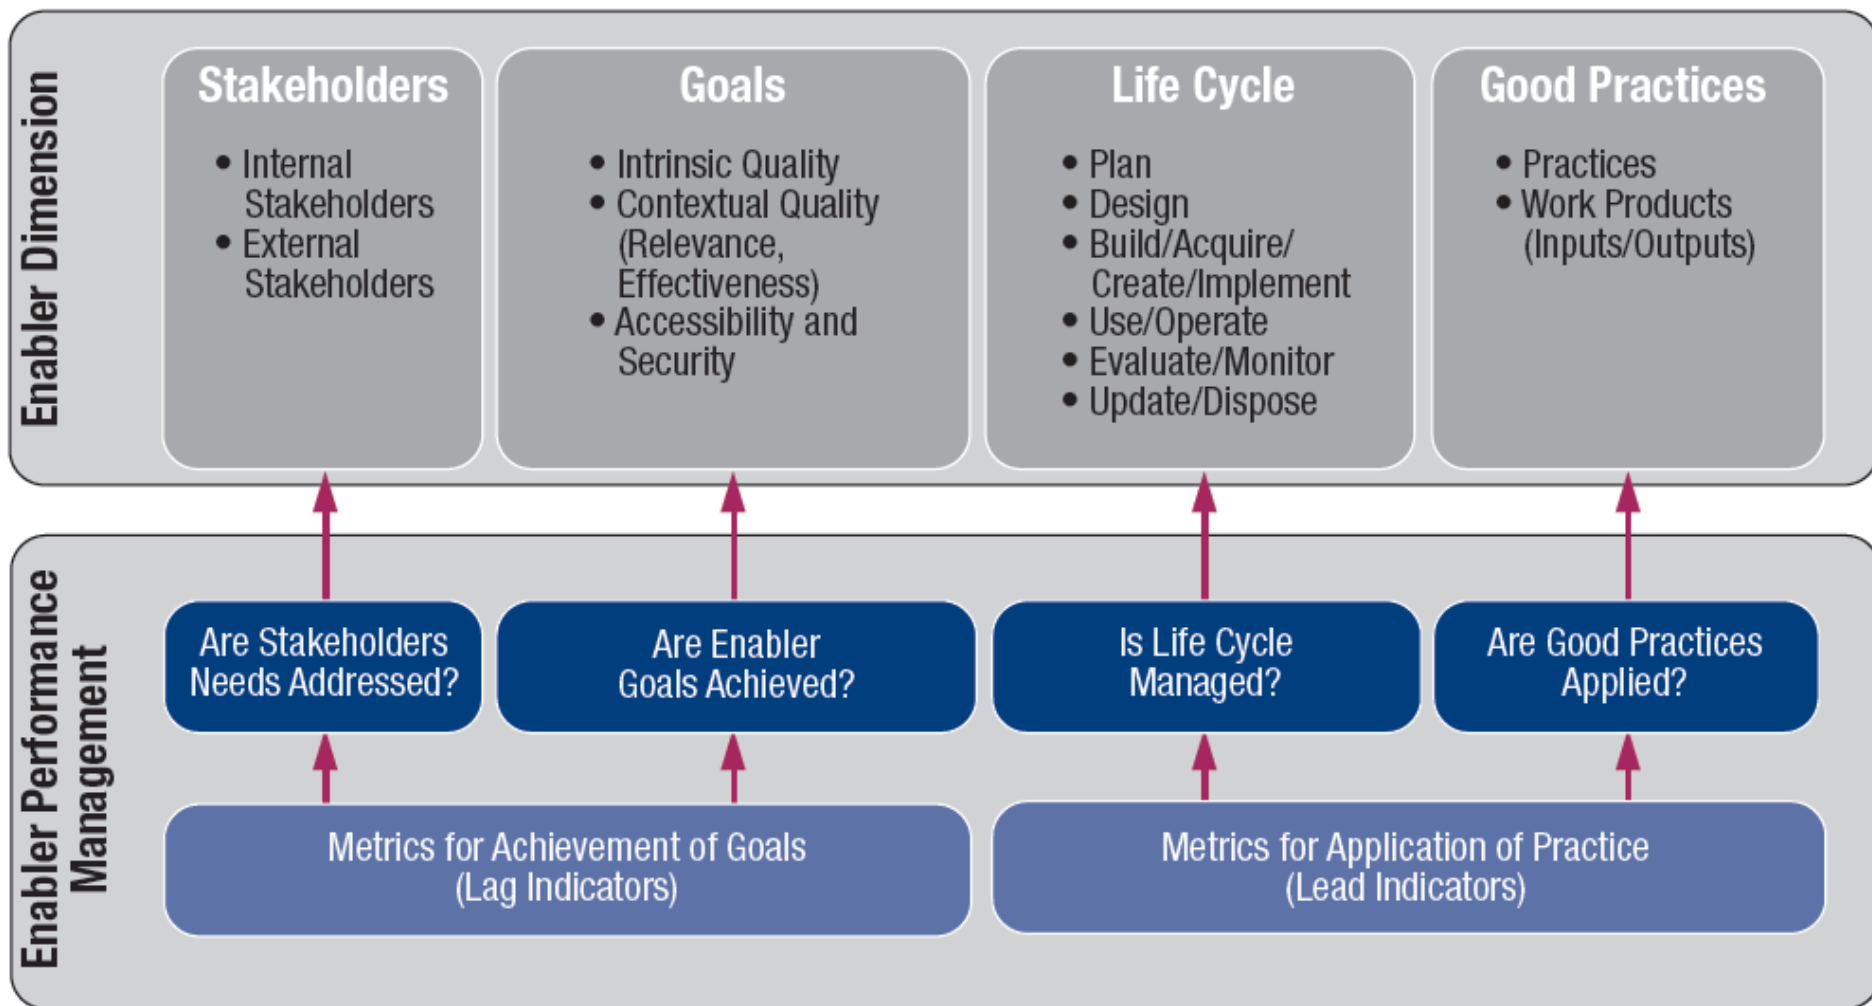 Enabler Dimension
Stakeholders
• Internal
Stakeholders
• External
Stakeholders
Goals
• Intrinsic Quality
• Contextual Quality
(Relevance,
Effectiveness)
• Accessibility and
Security
Life Cycle
• Plan
• Design
• Build/Acquire/
Create/Implement
• Use/Operate
• Evaluate/Monitor
• Update/Dispose
Good Practices
• Practices
• Work Products
(Inputs/Outputs)
Enabler Performance
Management
Are Stakeholders
Needs Addressed?
Are Enabler
Goals Achieved?
Is Life Cycle
Managed?
Are Good Practices
Applied?
Metrics for Achievement of Goals
(Lag Indicators)
Metrics for Application of Practice
(Lead Indicators)